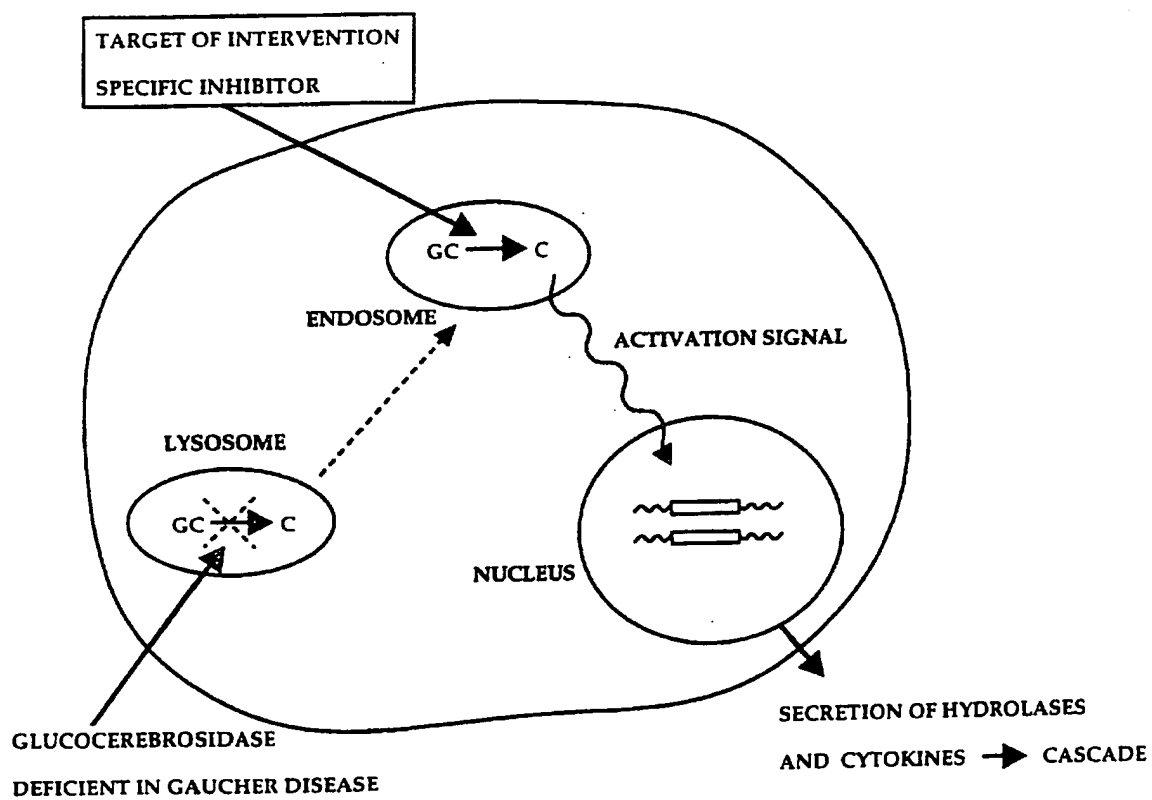 TARGET OF INTERVENTION
SPECIFIC INHIBITOR
GC C
ENDOSOME
ACTIVATION SIGNAL
LYSOSOME
GC C
NUCLEUS
GLUCOCEREBROSIDASE
DEFICIENT IN GAUCHER DISEASE
SECRETION OF HYDROLASES
AND CYTOKINES → CASCADE